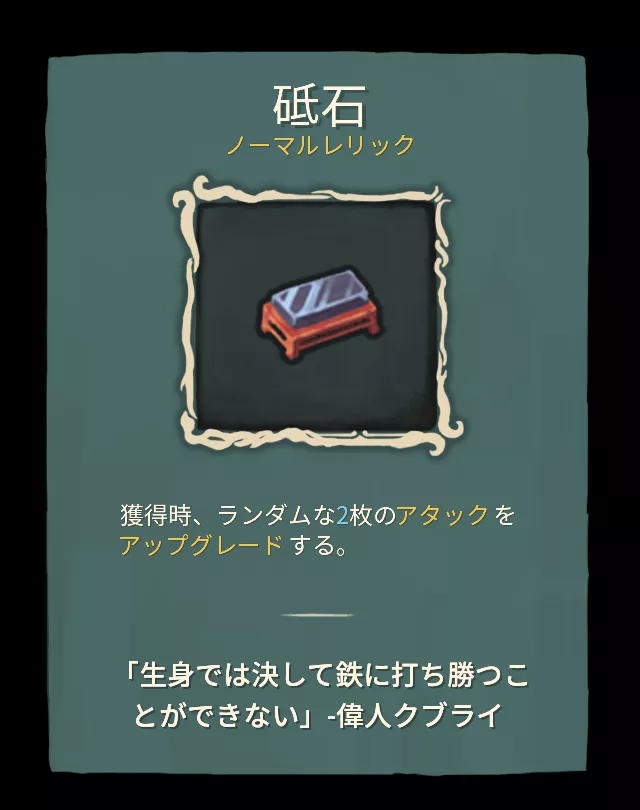 砥石
ノーマルレリック
獲得時、ランダムな2枚のアタックを
アップグレードする。
「生身では決して鉄に打ち勝つこ
とができない」-偉人クブライ